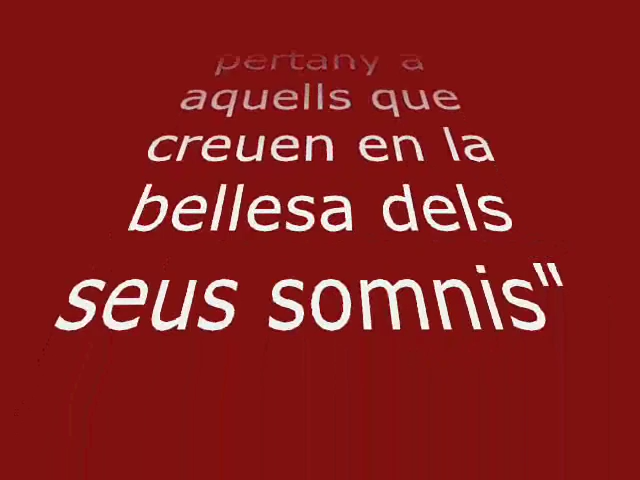 pertany a
aquells que
creuen en la
bellesa dels
seus somnis"